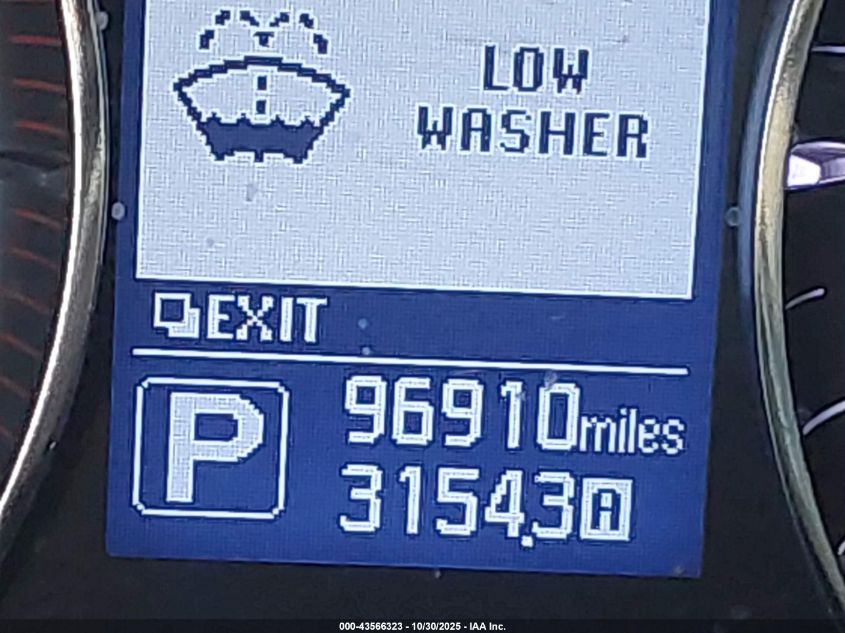 LOW
WASHER
EXIT
P
96910miles
3154.3A
000-43566323 - 10/30/2025 - IAA Inc.